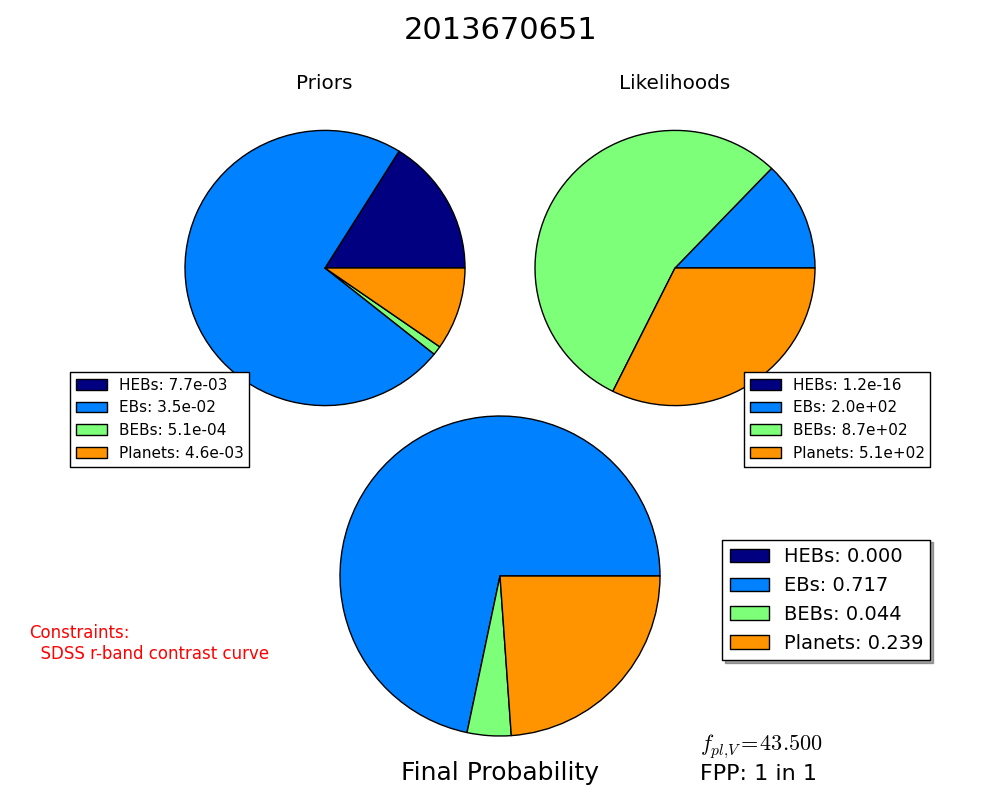 2013670651
Priors
Likelihoods
HEBs: 7.7e-03
EBs: 3.5e-02
BEBs: 5.1e-04
Planets: 4.6e-03
HEBs: 1.2e-16
EBs: 2.0e+02
BEBs: 8.7e+02
Planets: 5.1e+02
HEBs: 0.000
EBs: 0.717
BEBs: 0.044
Planets: 0.239
Constraints:
SDSS r-band contrast curve
f_{pl,V} = 43.500
Final Probability
FPP: 1 in 1